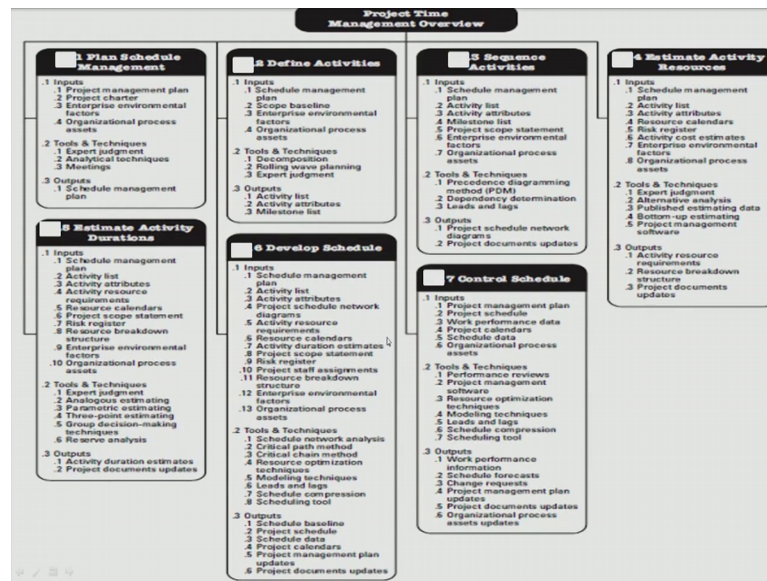 Project Time
Management Overview
.1 Plan Schedule
Management
.1 Inputs
.1 Project management plan
.2 Project charter
.3 Enterprise environmental
factors
.4 Organizational process
assets
.2 Tools & Techniques
.1 Expert judgment
.2 Analytical techniques
.3 Meetings
.3 Outputs
.1 Schedule management
plan
.2 Define Activities
.1 Inputs
.1 Schedule management
plan
.2 Scope baseline
.3 Enterprise environmental
factors
.4 Organizational process
assets
.2 Tools & Techniques
.1 Decomposition
.2 Rolling wave planning
.3 Expert judgment
.3 Outputs
.1 Activity list
.2 Activity attributes
.3 Milestone list
.3 Sequence
Activities
.1 Inputs
.1 Schedule management
plan
.2 Activity list
.3 Activity attributes
.4 Milestone list
.5 Project scope statement
.6 Enterprise environmental
factors
.7 Organizational process
assets
.2 Tools & Techniques
.1 Precedence diagramming
method (PDM)
.2 Dependency determination
.3 Leads and lags
.3 Outputs
.1 Project schedule network
diagrams
.2 Project documents updates
4 Estimate Activity
Resources
.1 Inputs
.1 Schedule management
plan
.2 Activity list
.3 Activity attributes
.4 Resource calendars
.5 Risk register
.6 Activity cost estimates
.7 Enterprise environmental
factors
.8 Organizational process
assets
.2 Tools & Techniques
.1 Expert judgment
.2 Alternative analysis
.3 Published estimating data
.4 Bottom-up estimating
.5 Project management
software
.3 Outputs
.1 Activity resource
requirements
.2 Resource breakdown
structure
.3 Project documents
updates
.5 Estimate Activity
Durations
.1 Inputs
.1 Schedule management
plan
.2 Activity list
.3 Activity attributes
.4 Activity resource
requirements
.5 Resource calendars
.6 Project scope statement
.7 Risk register
.8 Resource breakdown
structure
.9 Enterprise environmental
factors
.10 Organizational process
assets
.2 Tools & Techniques
.1 Expert judgment
.2 Analogous estimating
.3 Parametric estimating
.4 Three-point estimating
.5 Group decision-making
techniques
.6 Reserve analysis
.3 Outputs
.1 Activity duration estimates
.2 Project documents updates
6 Develop Schedule
.1 Inputs
.1 Schedule management
plan
.2 Activity list
.3 Activity attributes
.4 Project schedule network
diagrams
.5 Activity resource
requirements
.6 Resource calendars
.7 Activity duration estimates
.8 Project scope statement
.9 Risk register
.10 Project staff assignments
.11 Resource breakdown
structure
.12 Enterprise environmental
factors
.13 Organizational process
assets
.2 Tools & Techniques
.1 Schedule network analysis
.2 Critical path method
.3 Critical chain method
.4 Resource optimization
techniques
.5 Modeling techniques
.6 Leads and lags
.7 Schedule compression
.8 Scheduling tool
.3 Outputs
.1 Schedule baseline
.2 Project schedule
.3 Schedule data
.4 Project calendars
.5 Project management plan
updates
.6 Project documents updates
7 Control Schedule
.1 Inputs
.1 Project management plan
.2 Project schedule
.3 Work performance data
.4 Project calendars
.5 Schedule data
.6 Organizational process
assets
.2 Tools & Techniques
.1 Performance reviews
.2 Project management
software
.3 Resource optimization
techniques
.4 Modeling techniques
.5 Leads and lags
.6 Schedule compression
.7 Scheduling tool
.3 Outputs
.1 Work performance
information
.2 Schedule forecasts
.3 Change requests
.4 Project management plan
updates
.5 Project documents updates
.6 Organizational process
assets updates